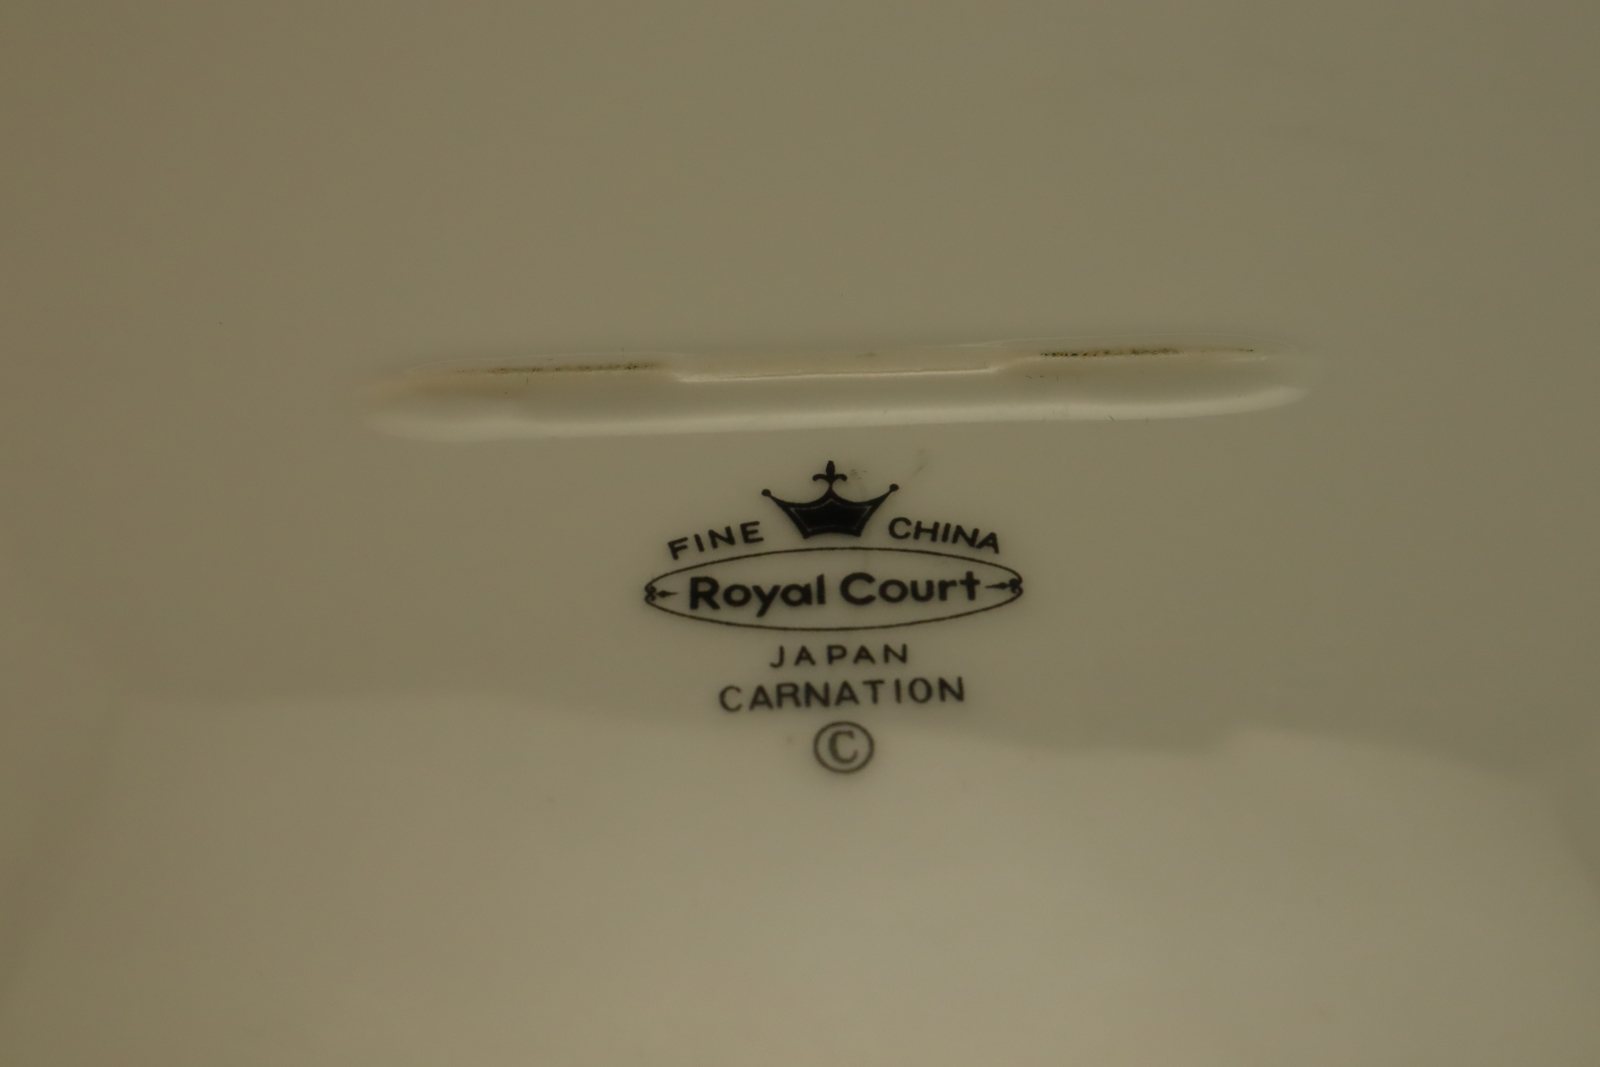 FINE CHINA
Royal Court
JAPAN
CARNATION
©